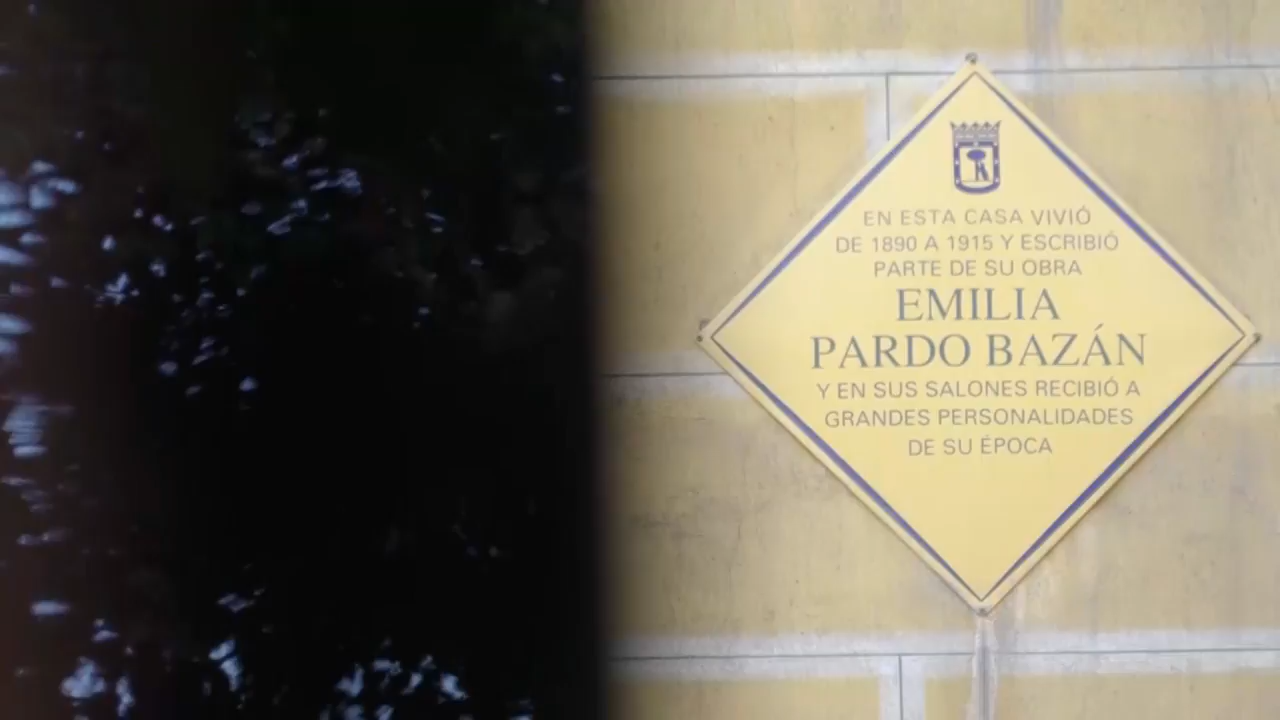 EN ESTA CASA VIVIÓ
DE 1890 A 1915 Y ESCRIBIÓ
PARTE DE SU OBRA
EMILIA
PARDO BAZÁN
Y EN SUS SALONES RECIBIÓ A
GRANDES PERSONALIDADES
DE SU ÉPOCA